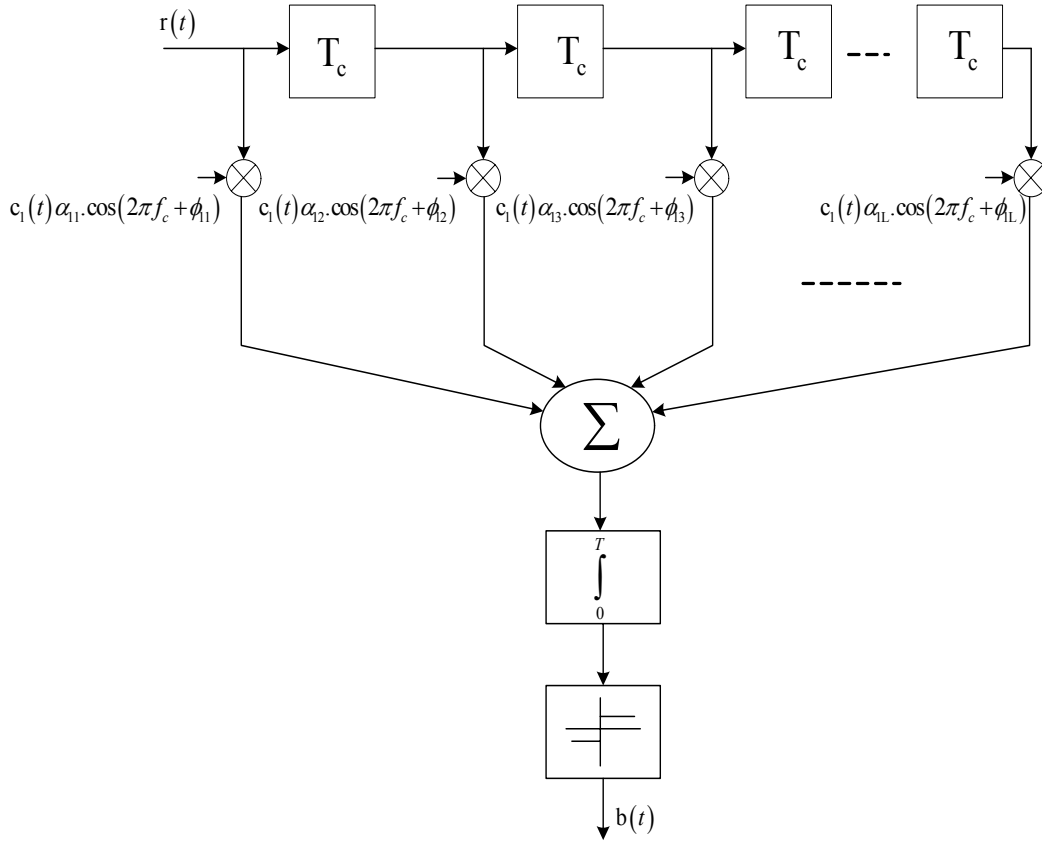 r(t)
T_c
T_c
T_c
T_c
c_1(t)α_11.cos(2πf_c+ϕ_11)
c_1(t)α_12.cos(2πf_c+ϕ_12)
c_1(t)α_13.cos(2πf_c+ϕ_13)
c_1(t)α_1L.cos(2πf_c+ϕ_1L)
Σ
T
∫
0
b(t)